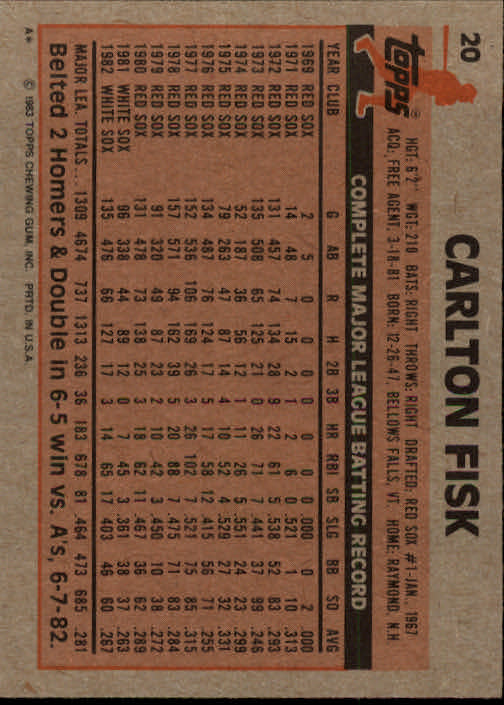 20
CARLTON FISK
topps®
HGT: 6'2" WGT: 210 BATS: RIGHT THROWS: RIGHT DRAFTED: RED SOX #1-JAN. 1967
ACQ: FREE AGENT, 3-18-81 BORN: 12-26-47, BELLOWS FALLS, VT. HOME: RAYMOND, N.H
COMPLETE MAJOR LEAGUE BATTING RECORD
YEAR CLUB G AB R H 2B 3B HR RBI SB SLG BB SO AVG
1969 RED SOX 2 5 0 0 0 0 0 0 0 .000 0 2 .000
1971 RED SOX 14 48 7 15 2 1 2 6 0 .521 1 10 .313
1972 RED SOX 131 457 74 134 28 9 22 61 5 .538 52 83 .293
1973 RED SOX 135 508 65 125 21 0 26 71 7 .441 37 99 .246
1974 RED SOX 52 187 36 56 12 1 11 26 5 .551 24 23 .299
1975 RED SOX 79 263 47 87 14 4 10 52 4 .529 27 32 .331
1976 RED SOX 134 487 76 124 17 5 17 58 12 .415 56 71 .255
1977 RED SOX 152 536 106 169 26 3 26 102 7 .521 75 85 .315
1978 RED SOX 157 571 94 162 39 5 20 88 7 .475 71 83 .284
1979 RED SOX 91 320 49 87 23 2 10 42 3 .450 10 38 .272
1980 RED SOX 131 478 73 138 25 3 18 62 11 .467 36 62 .289
1981 WHITE SOX 96 338 44 89 12 0 7 45 3 .361 38 37 .263
1982 WHITE SOX 135 476 66 127 17 3 14 65 17 .403 46 60 .267
MAJOR LEA. TOTALS ... 1309 4674 737 1313 236 36 183 678 81 .464 473 685 .281
Belted 2 Homers & Double in 6-5 win vs. A's, 6-7-82.
A* © 1983 TOPPS CHEWING GUM, INC. PRTD. IN U.S.A.